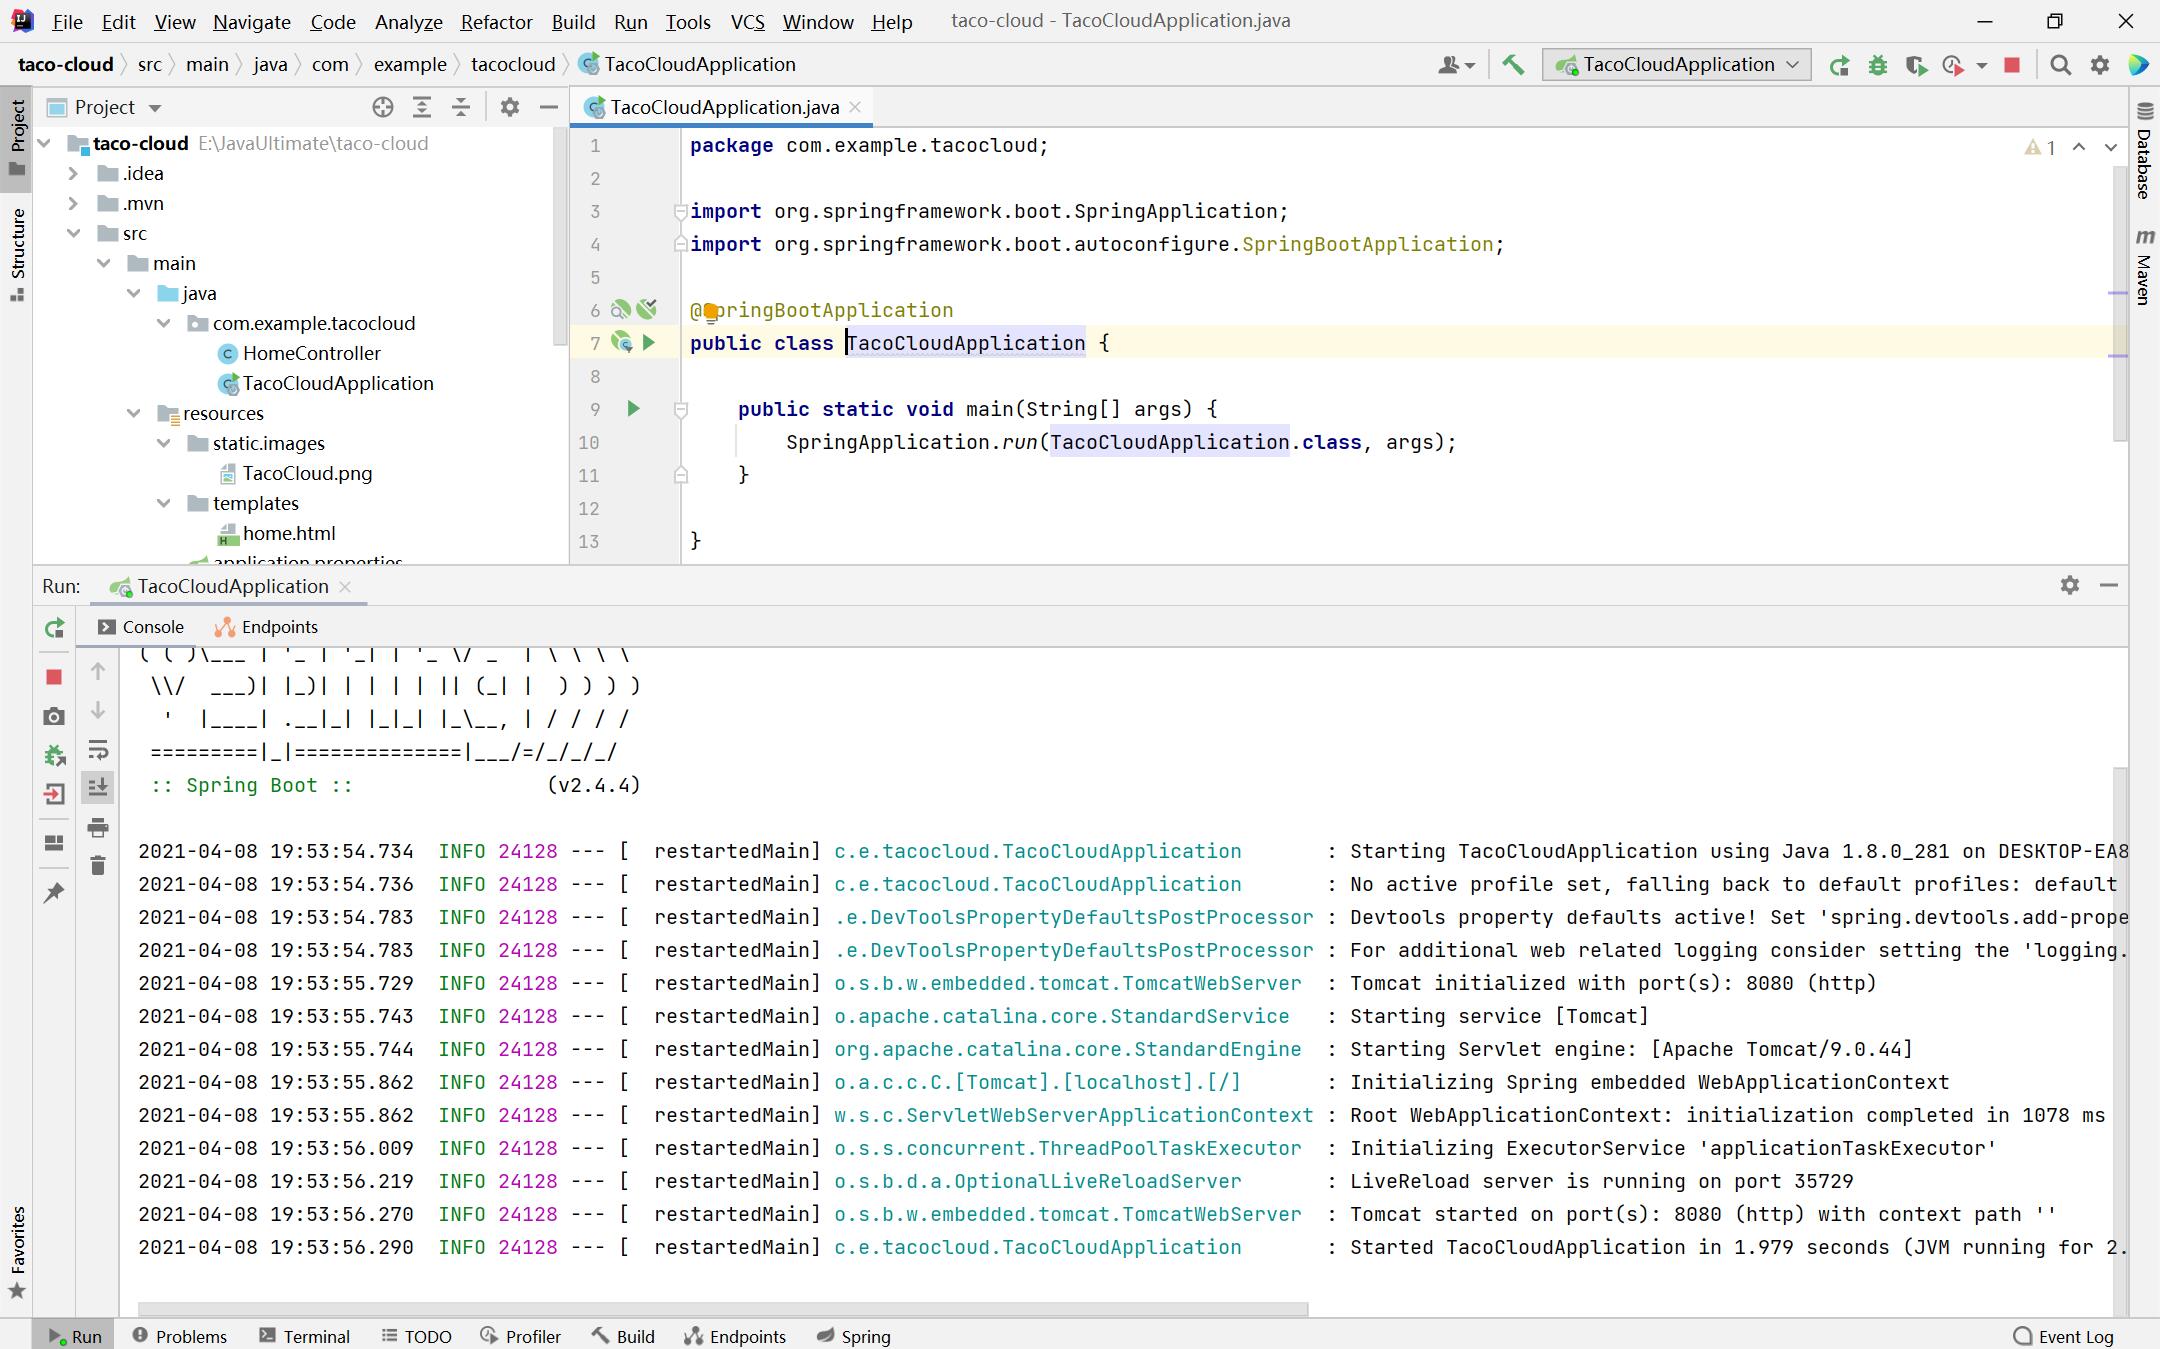 File Edit View Navigate Code Analyze Refactor Build Run Tools VCS Window Help taco-cloud - TacoCloudApplication.java
taco-cloud src main java com example tacocloud TacoCloudApplication TacoCloudApplication
Project
TacoCloudApplication.java
Project
Structure
Favorites
Database
Maven
taco-cloud E:\JavaUltimate\taco-cloud
.idea
.mvn
src
main
java
com.example.tacocloud
HomeController
TacoCloudApplication
resources
static.images
TacoCloud.png
templates
home.html
application.properties
1
1 package com.example.tacocloud;
2
3 import org.springframework.boot.SpringApplication;
4 import org.springframework.boot.autoconfigure.SpringBootApplication;
5
6 @SpringBootApplication
7 public class TacoCloudApplication {
8
9 public static void main(String[] args) {
10 SpringApplication.run(TacoCloudApplication.class, args);
11 }
12
13 }
Run: TacoCloudApplication
Console Endpoints
( ( )\___ | '_ | '_| | '_ \/ _` | \ \ \ \
\\/  ___)| |_)| | | | | || (_| |  ) ) ) )
'  |____| .__|_| |_|_| |_\__, | / / / /
=========|_|==============|___/=/_/_/_/
:: Spring Boot :: (v2.4.4)
2021-04-08 19:53:54.734 INFO 24128 --- [ restartedMain] c.e.tacocloud.TacoCloudApplication : Starting TacoCloudApplication using Java 1.8.0_281 on DESKTOP-EA8
2021-04-08 19:53:54.736 INFO 24128 --- [ restartedMain] c.e.tacocloud.TacoCloudApplication : No active profile set, falling back to default profiles: default
2021-04-08 19:53:54.783 INFO 24128 --- [ restartedMain] .e.DevToolsPropertyDefaultsPostProcessor : Devtools property defaults active! Set 'spring.devtools.add-prope
2021-04-08 19:53:54.783 INFO 24128 --- [ restartedMain] .e.DevToolsPropertyDefaultsPostProcessor : For additional web related logging consider setting the 'logging.
2021-04-08 19:53:55.729 INFO 24128 --- [ restartedMain] o.s.b.w.embedded.tomcat.TomcatWebServer : Tomcat initialized with port(s): 8080 (http)
2021-04-08 19:53:55.743 INFO 24128 --- [ restartedMain] o.apache.catalina.core.StandardService : Starting service [Tomcat]
2021-04-08 19:53:55.744 INFO 24128 --- [ restartedMain] org.apache.catalina.core.StandardEngine : Starting Servlet engine: [Apache Tomcat/9.0.44]
2021-04-08 19:53:55.862 INFO 24128 --- [ restartedMain] o.a.c.c.C.[Tomcat].[localhost].[/] : Initializing Spring embedded WebApplicationContext
2021-04-08 19:53:55.862 INFO 24128 --- [ restartedMain] w.s.c.ServletWebServerApplicationContext : Root WebApplicationContext: initialization completed in 1078 ms
2021-04-08 19:53:56.009 INFO 24128 --- [ restartedMain] o.s.s.concurrent.ThreadPoolTaskExecutor : Initializing ExecutorService 'applicationTaskExecutor'
2021-04-08 19:53:56.219 INFO 24128 --- [ restartedMain] o.s.b.d.a.OptionalLiveReloadServer : LiveReload server is running on port 35729
2021-04-08 19:53:56.270 INFO 24128 --- [ restartedMain] o.s.b.w.embedded.tomcat.TomcatWebServer : Tomcat started on port(s): 8080 (http) with context path ''
2021-04-08 19:53:56.290 INFO 24128 --- [ restartedMain] c.e.tacocloud.TacoCloudApplication : Started TacoCloudApplication in 1.979 seconds (JVM running for 2.
Run Problems Terminal TODO Profiler Build Endpoints Spring Event Log